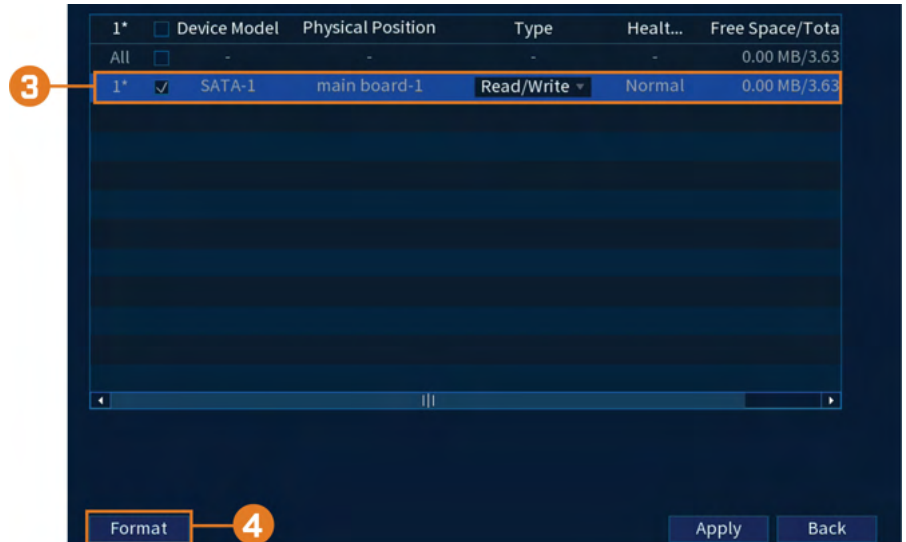 1* Device Model Physical Position Type Healt... Free Space/Tota
All - - - - 0.00 MB/3.63
3 1* SATA-1 main board-1 Read/Write Normal 0.00 MB/3.63
Format 4 Apply Back